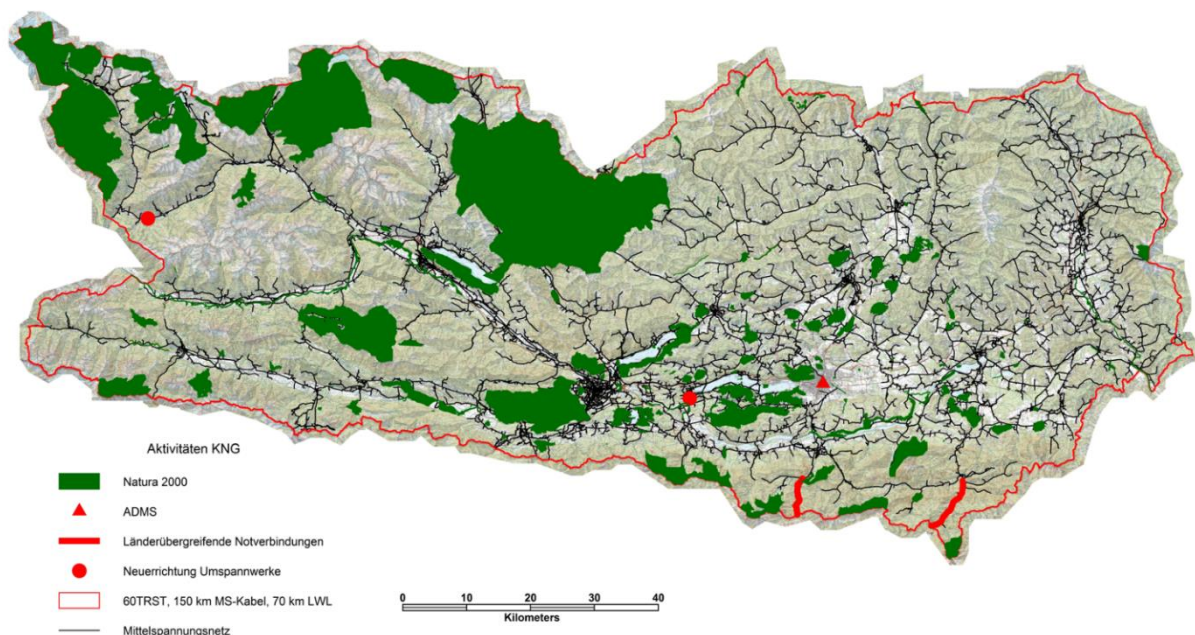 Aktivitäten KNG
Natura 2000
ADMS
Länderübergreifende Notverbindungen
Neuerrichtung Umspannwerke
60TRST, 150 km MS-Kabel, 70 km LWL
Mittelspannungsnetz
0 10 20 30 40
Kilometers